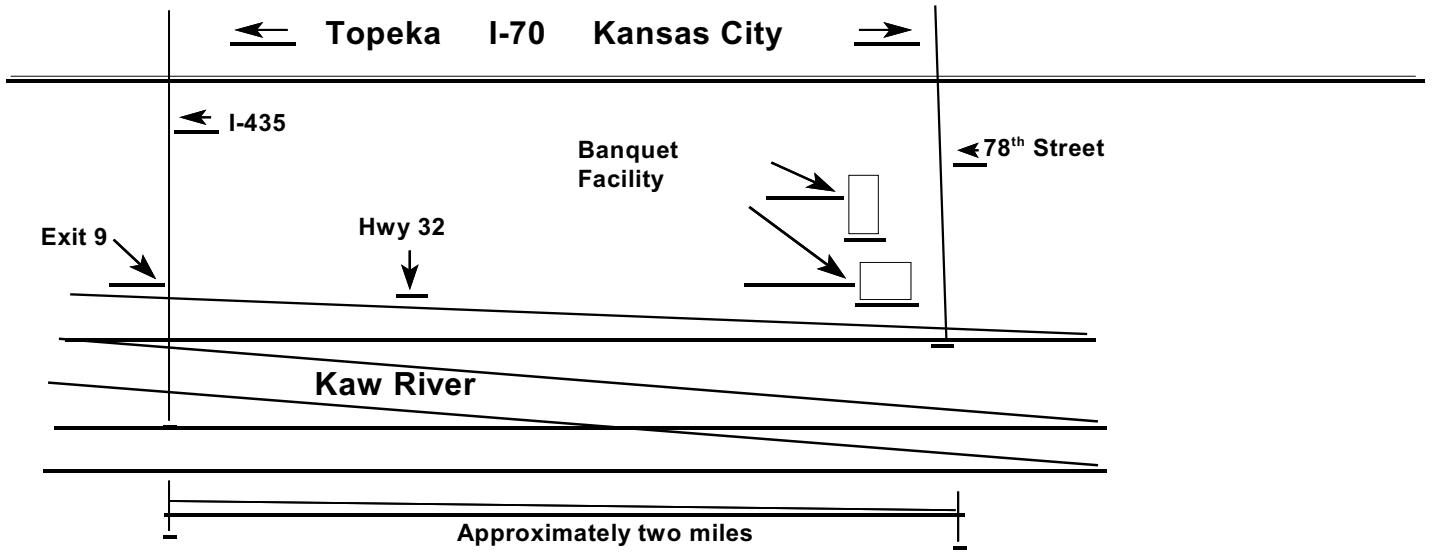 Topeka I-70 Kansas City
I-435
Banquet
Facility
78th Street
Exit 9
Hwy 32
Kaw River
Approximately two miles